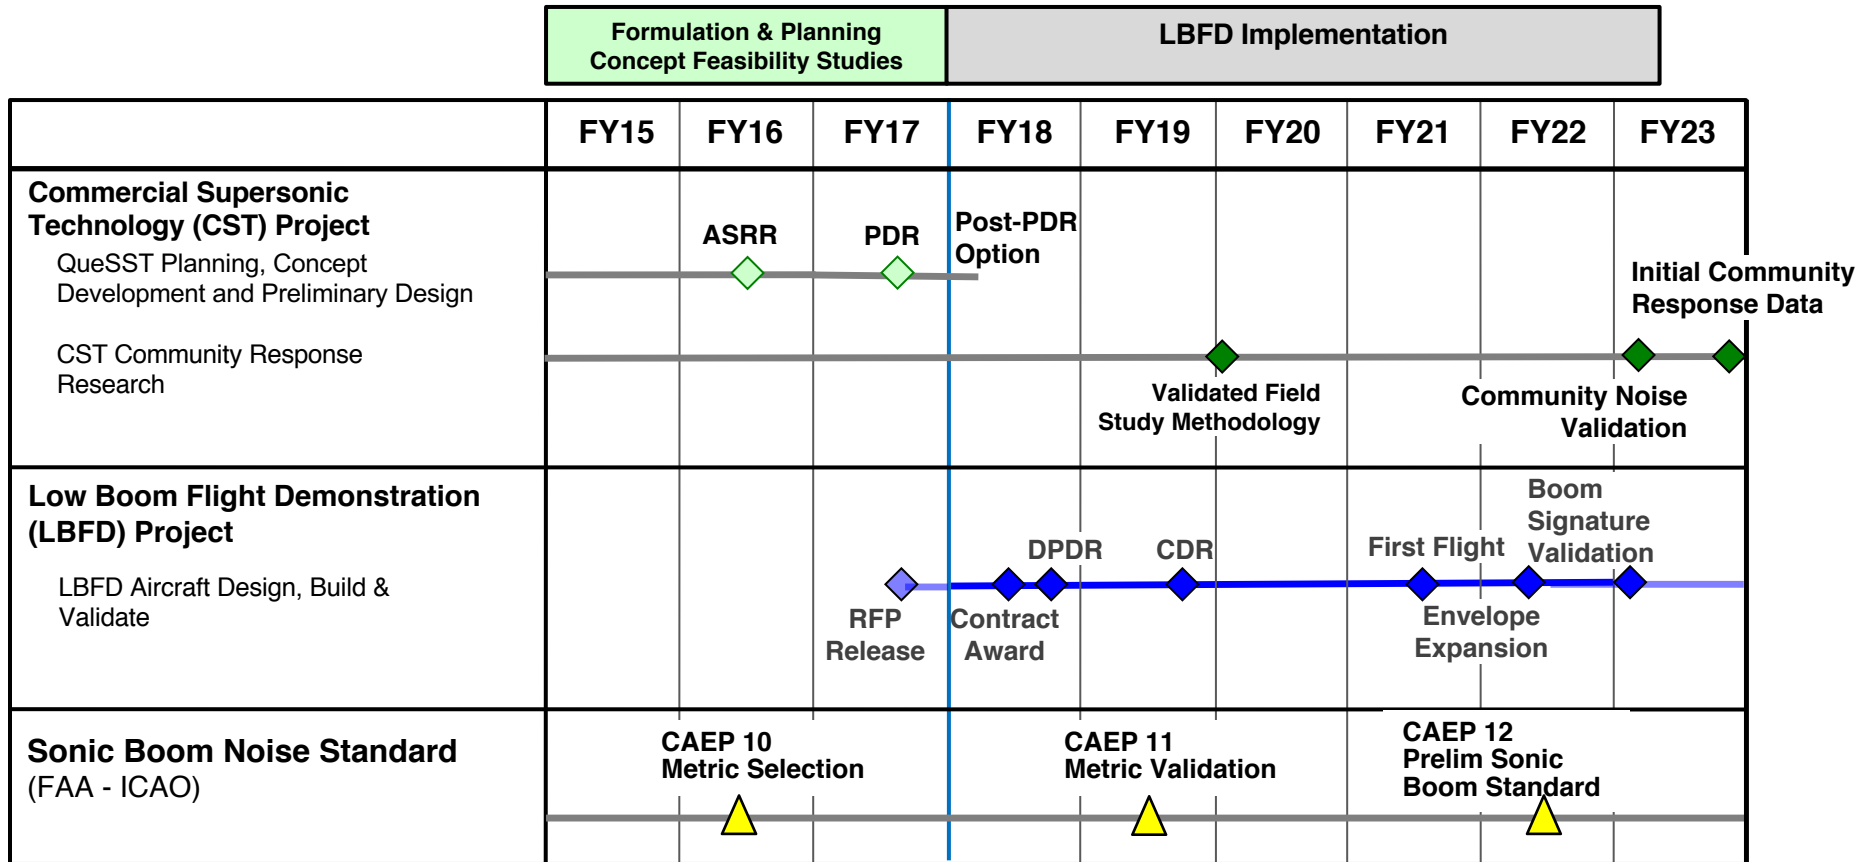 Formulation & Planning
Concept Feasibility Studies
LBFD Implementation
FY15 FY16 FY17 FY18 FY19 FY20 FY21 FY22 FY23
Commercial Supersonic
Technology (CST) Project
QueSST Planning, Concept
Development and Preliminary Design
ASRR
PDR
Post-PDR
Option
Initial Community
Response Data
CST Community Response
Research
Validated Field
Study Methodology
Community Noise
Validation
Low Boom Flight Demonstration
(LBFD) Project
LBFD Aircraft Design, Build &
Validate
RFP
Release
Contract
Award
DPDR
CDR
First Flight
Envelope
Expansion
Boom
Signature
Validation
Sonic Boom Noise Standard
(FAA - ICAO)
CAEP 10
Metric Selection
CAEP 11
Metric Validation
CAEP 12
Prelim Sonic
Boom Standard